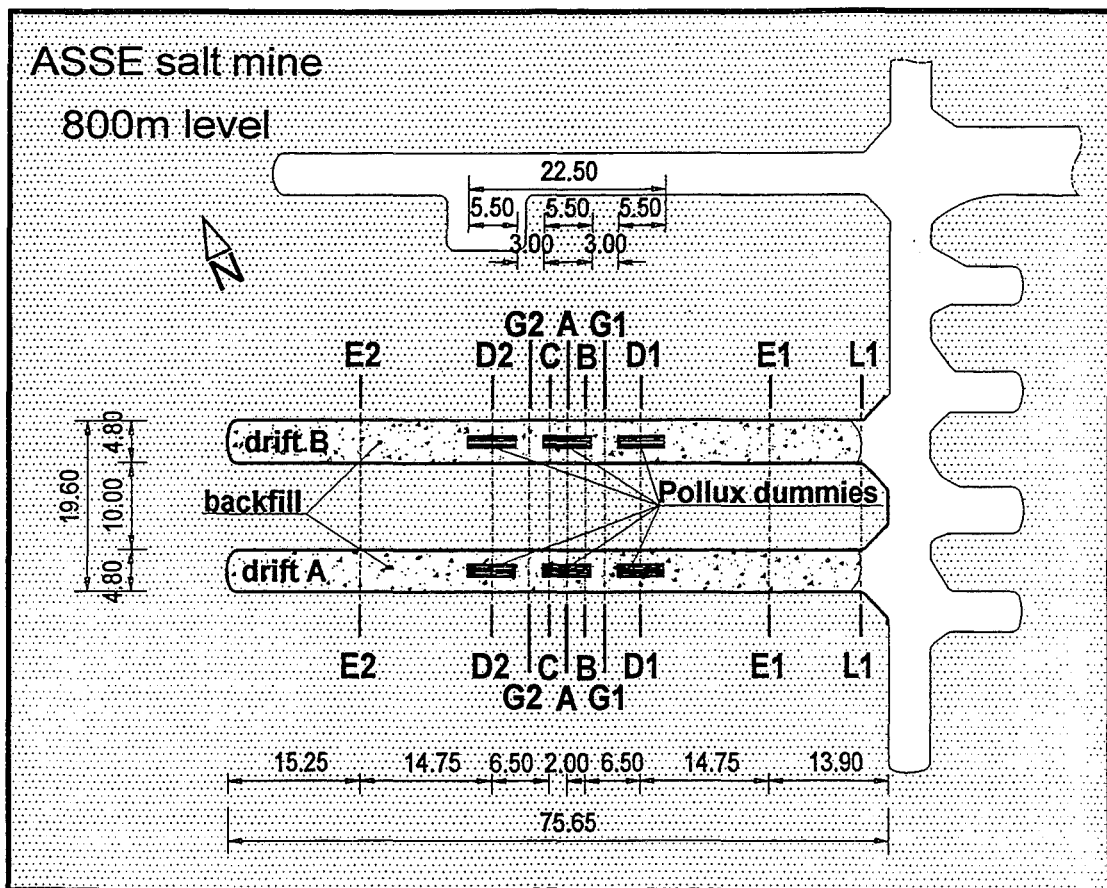 ASSE salt mine
800m level
22.50
5.50 5.50 5.50
3.00 3.00
N
G2 A G1
E2 D2 C B D1 E1 L1
4.80
drift B
19.60
10.00
backfill
Pollux dummies
4.80
drift A
E2 D2 C B D1 E1 L1
G2 A G1
15.25 14.75 6.50 2.00 6.50 14.75 13.90
75.65